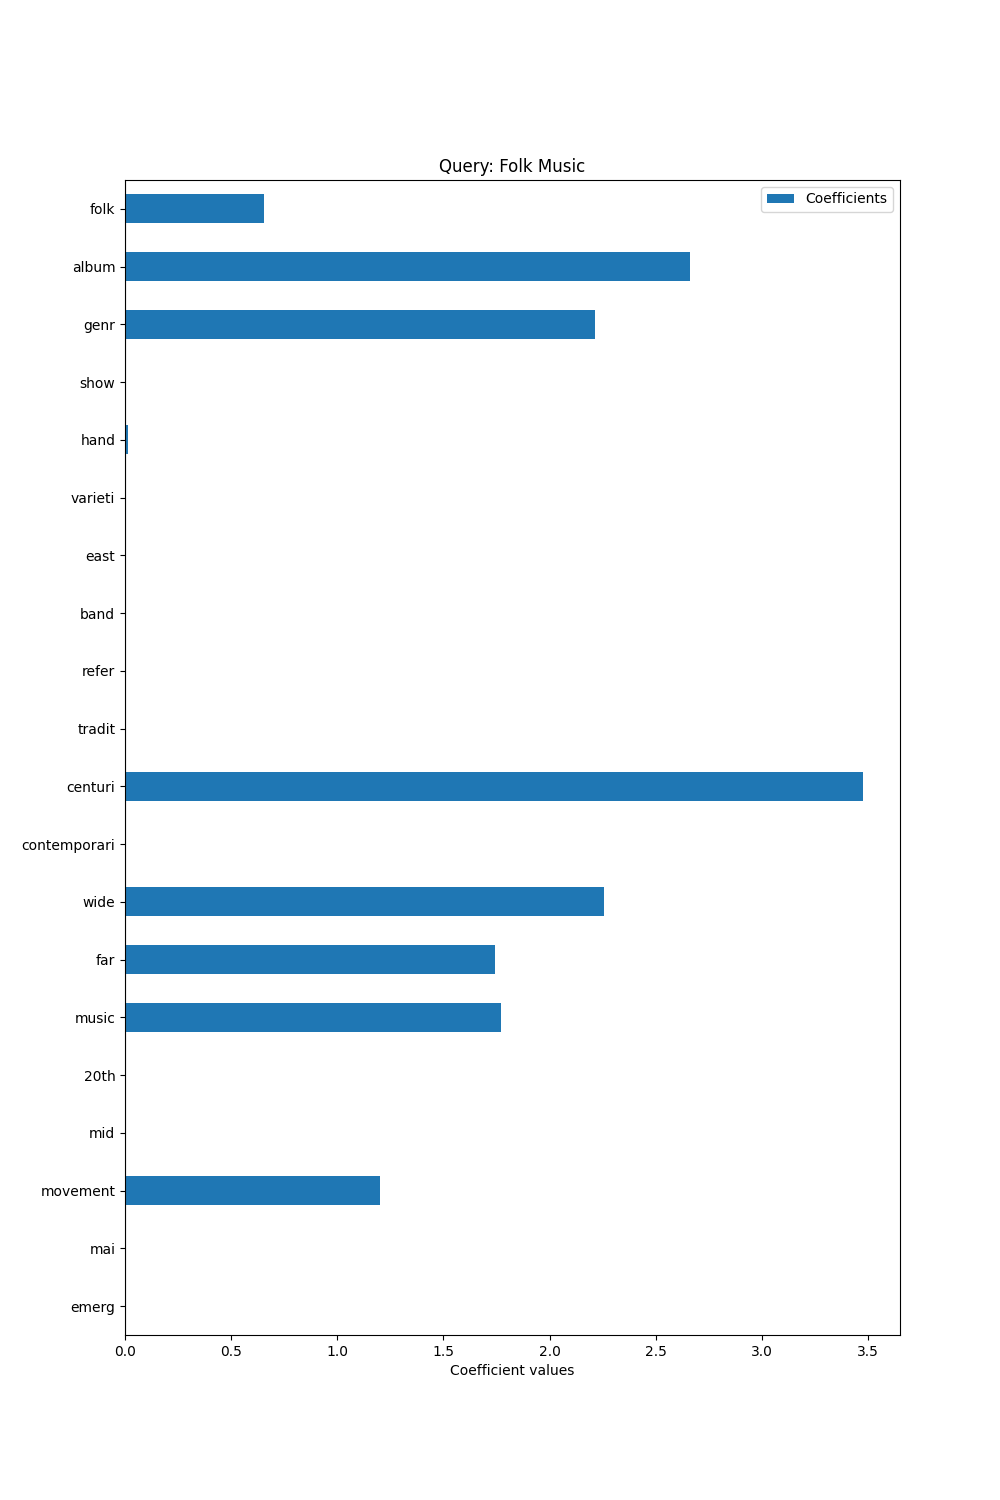 Query: Folk Music
Coefficients
folk
album
genr
show
hand
varieti
east
band
refer
tradit
centuri
contemporari
wide
far
music
20th
mid
movement
mai
emerg
0.0 0.5 1.0 1.5 2.0 2.5 3.0 3.5
Coefficient values